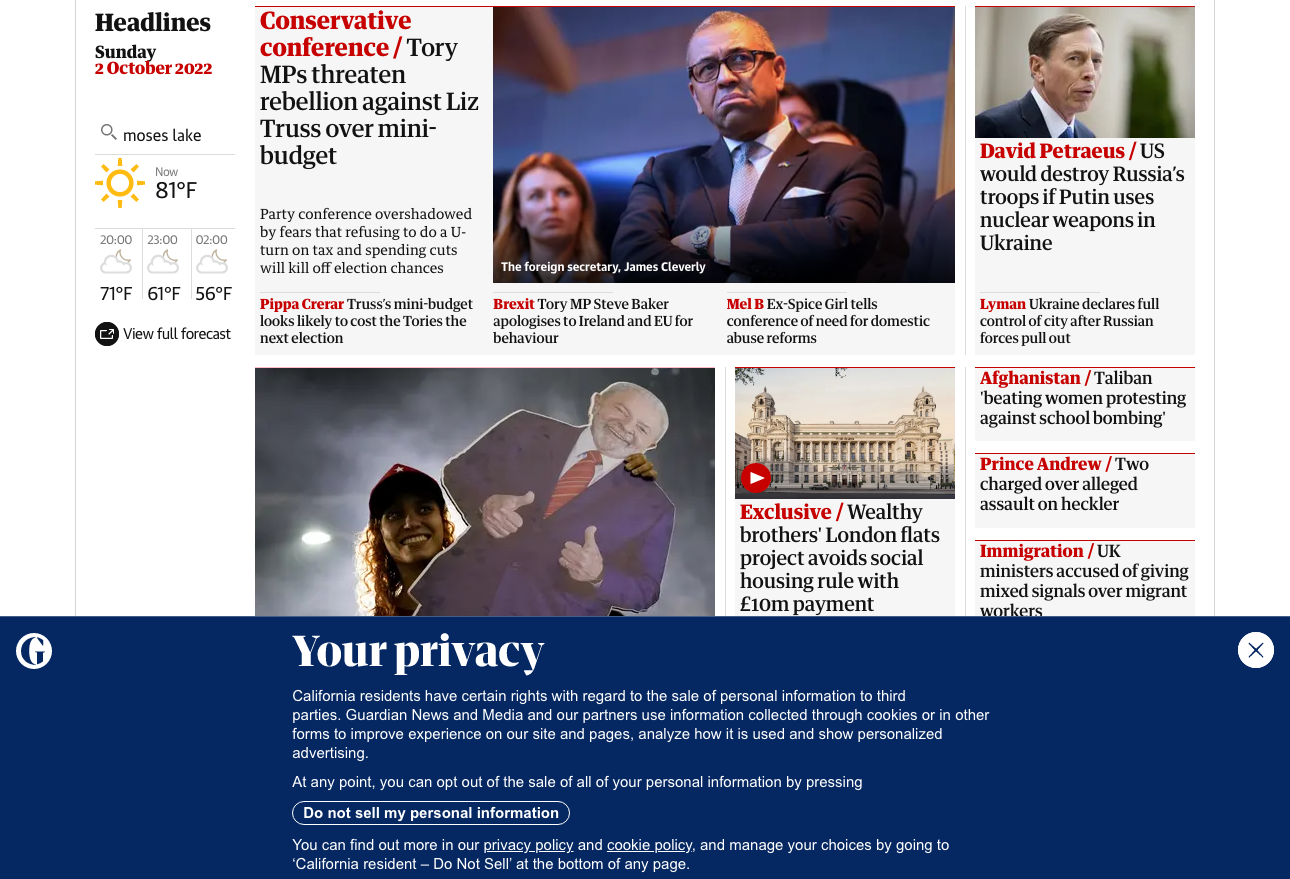 Headlines
Sunday
2 October 2022
moses lake
Now
81°F
20:00
71°F
23:00
61°F
02:00
56°F
View full forecast
Conservative
conference / Tory
MPs threaten
rebellion against Liz
Truss over mini-
budget
Party conference overshadowed
by fears that refusing to do a U-
turn on tax and spending cuts
will kill off election chances
The foreign secretary, James Cleverly
Pippa Crerar Truss's mini-budget
looks likely to cost the Tories the
next election
Brexit Tory MP Steve Baker
apologises to Ireland and EU for
behaviour
Mel B Ex-Spice Girl tells
conference of need for domestic
abuse reforms
David Petraeus / US
would destroy Russia's
troops if Putin uses
nuclear weapons in
Ukraine
Lyman Ukraine declares full
control of city after Russian
forces pull out
Exclusive / Wealthy
brothers' London flats
project avoids social
housing rule with
£10m payment
Afghanistan / Taliban
'beating women protesting
against school bombing'
Prince Andrew / Two
charged over alleged
assault on heckler
Immigration / UK
ministers accused of giving
mixed signals over migrant
workers
G
Your privacy
California residents have certain rights with regard to the sale of personal information to third
parties. Guardian News and Media and our partners use information collected through cookies or in other
forms to improve experience on our site and pages, analyze how it is used and show personalized
advertising.
At any point, you can opt out of the sale of all of your personal information by pressing
Do not sell my personal information
You can find out more in our privacy policy and cookie policy, and manage your choices by going to
‘California resident – Do Not Sell’ at the bottom of any page.